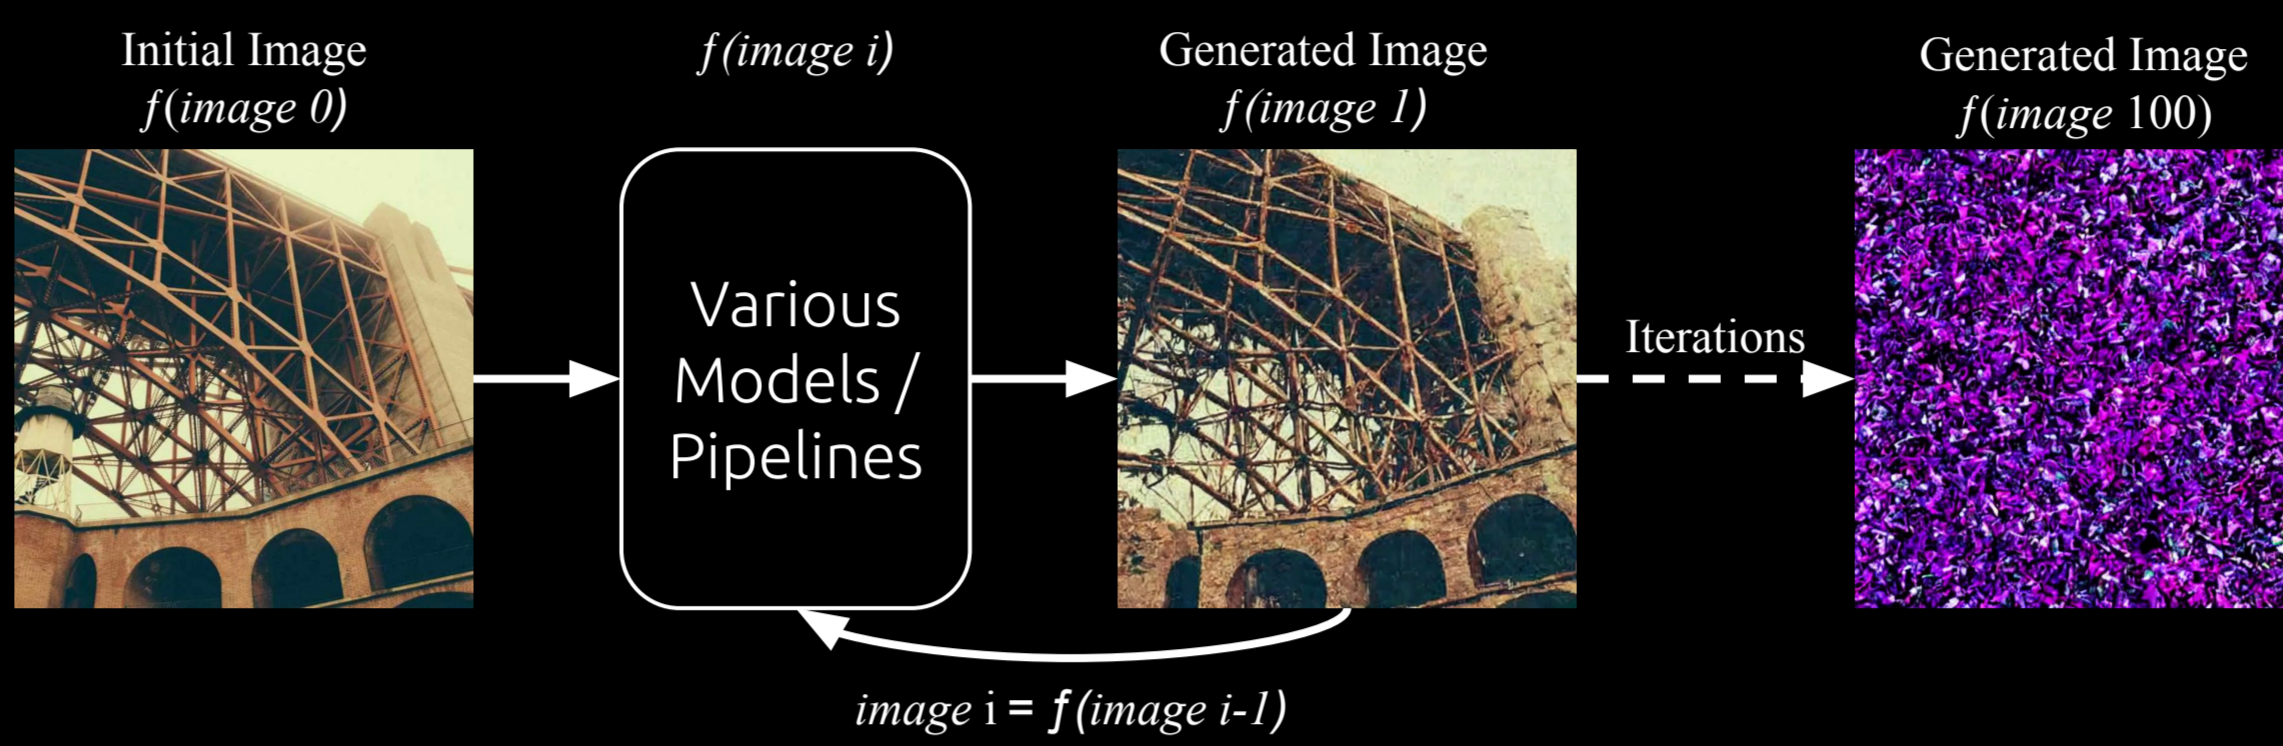 Initial Image
f(image 0)
f(image i)
Generated Image
f(image 1)
Generated Image
f(image 100)
Various
Models /
Pipelines
Iterations
image i = f(image i-1)